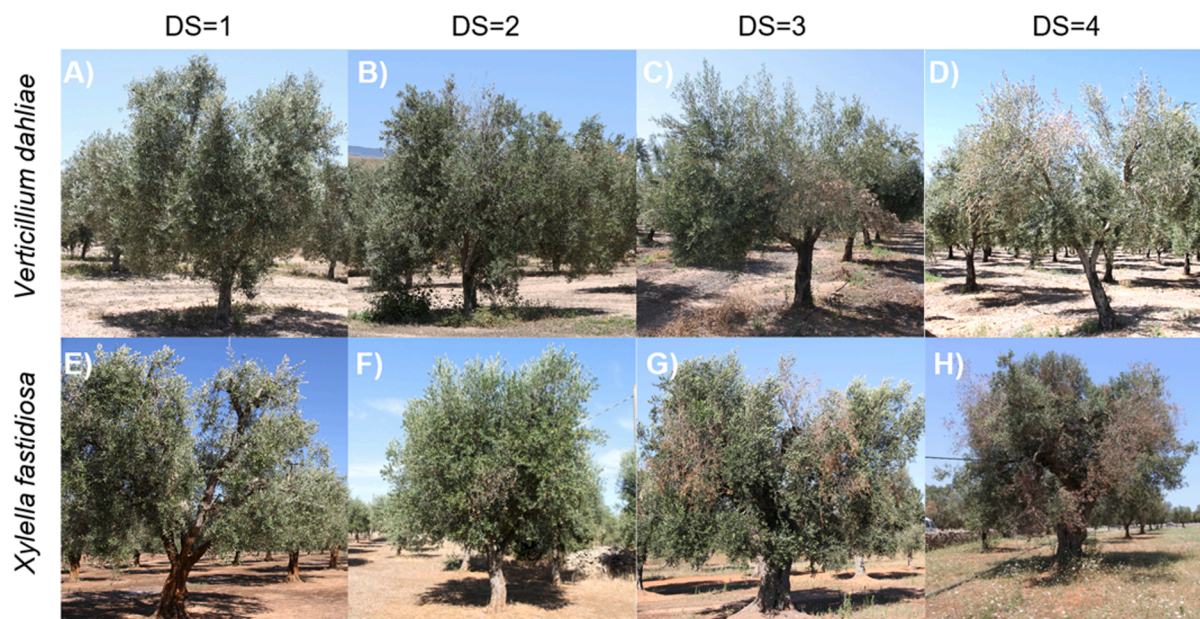 DS=1 DS=2 DS=3 DS=4
Verticillium dahliae
A) B) C) D)
Xylella fastidiosa
E) F) G) H)